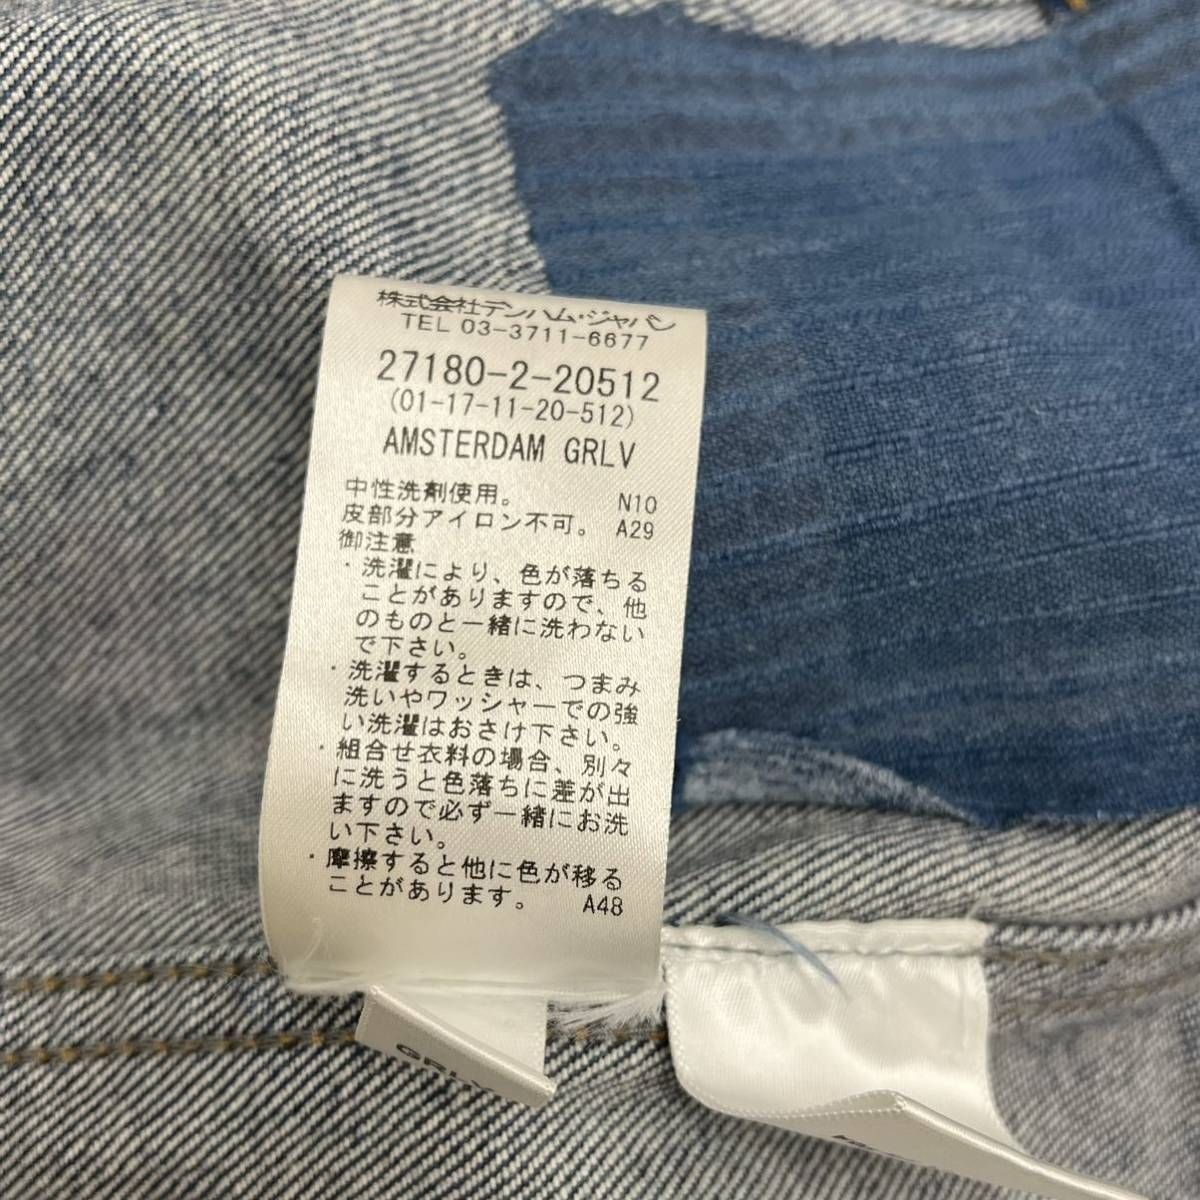 株式会社デンハム・ジャパン
TEL 03-3711-6677
27180-2-20512
(01-17-11-20-512)
AMSTERDAM GRLV
中性洗剤使用。 N10
皮部分アイロン不可。 A29
御注意
・洗濯により、色が落ちる
ことがありますので、他
のものと一緒に洗わない
で下さい。
・洗濯するときは、つまみ
洗いやワッシャーでの強
い洗濯はおさけ下さい。
・組合せ衣料の場合、別々
に洗うと色落ちに差が出
ますので必ず一緒にお洗
い下さい。
・摩擦すると他に色が移る
ことがあります。 A48
GRLV